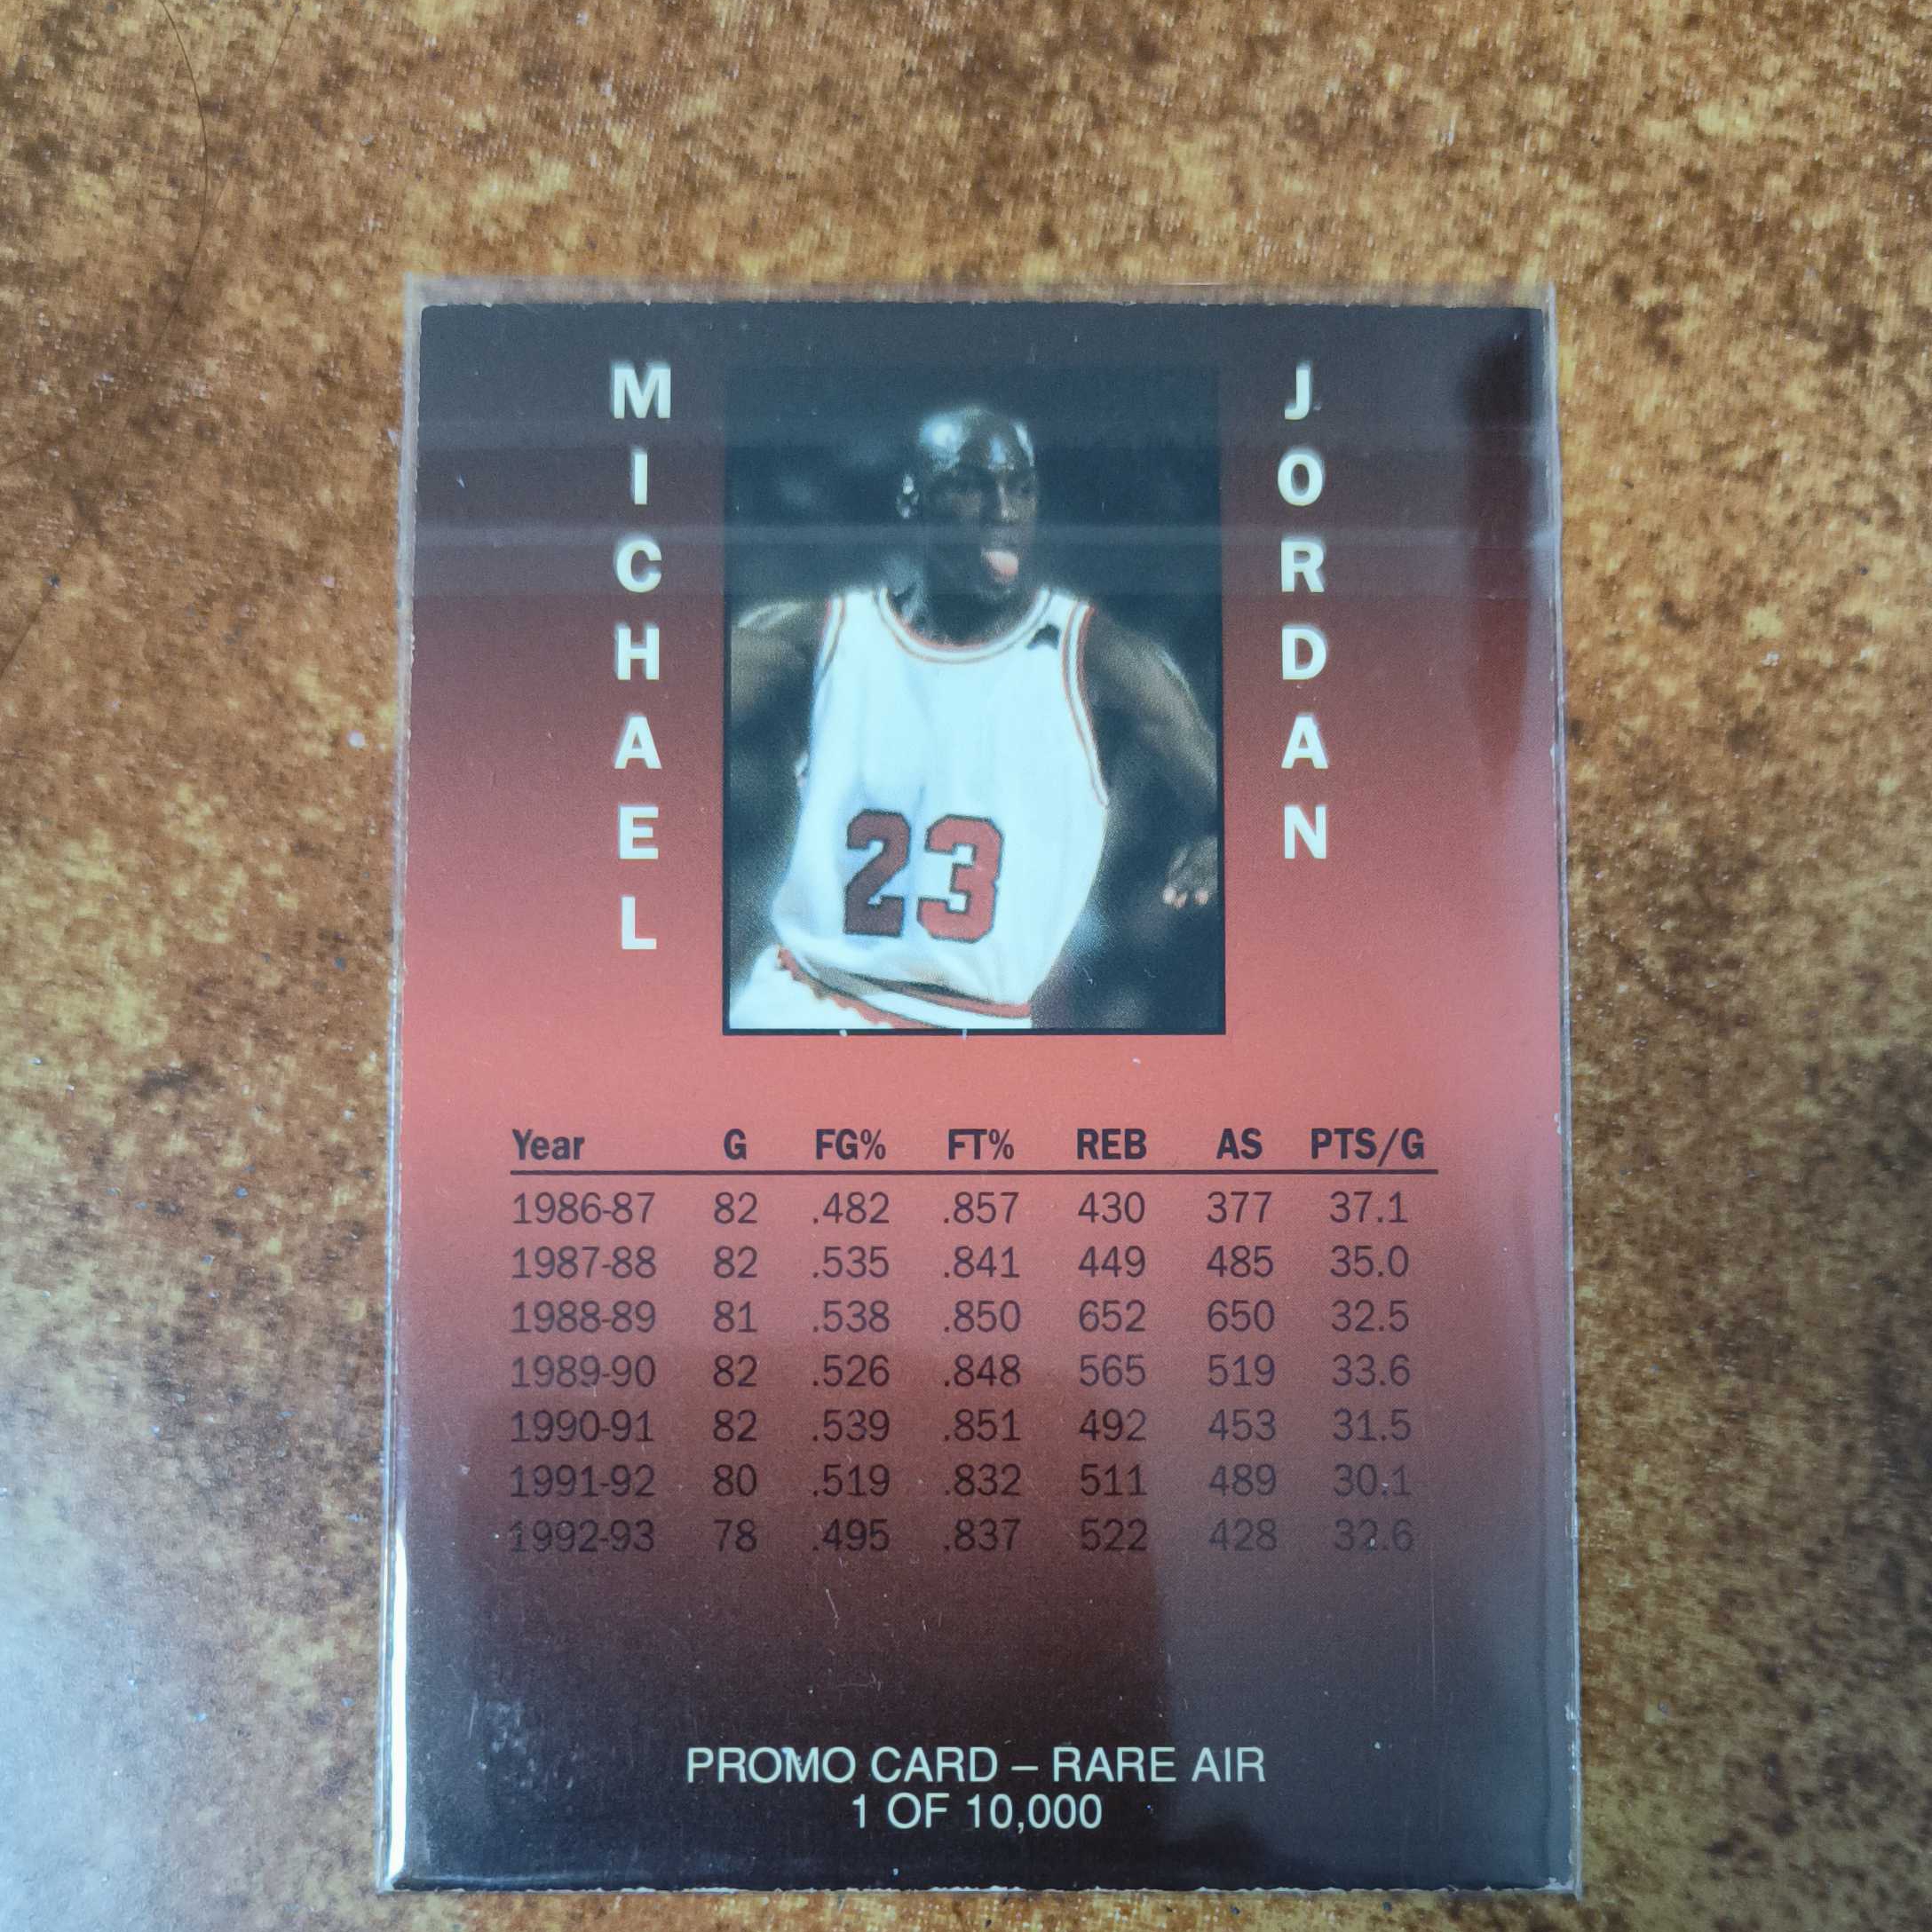 MICHAEL
JORDAN
23
Year G FG% FT% REB AS PTS/G
1986-87 82 .482 .857 430 377 37.1
1987-88 82 .535 .841 449 485 35.0
1988-89 81 .538 .850 652 650 32.5
1989-90 82 .526 .848 565 519 33.6
1990-91 82 .539 .851 492 453 31.5
1991-92 80 .519 .832 511 489 30.1
1992-93 78 .495 .837 522 428 32.6
PROMO CARD – RARE AIR
1 OF 10,000